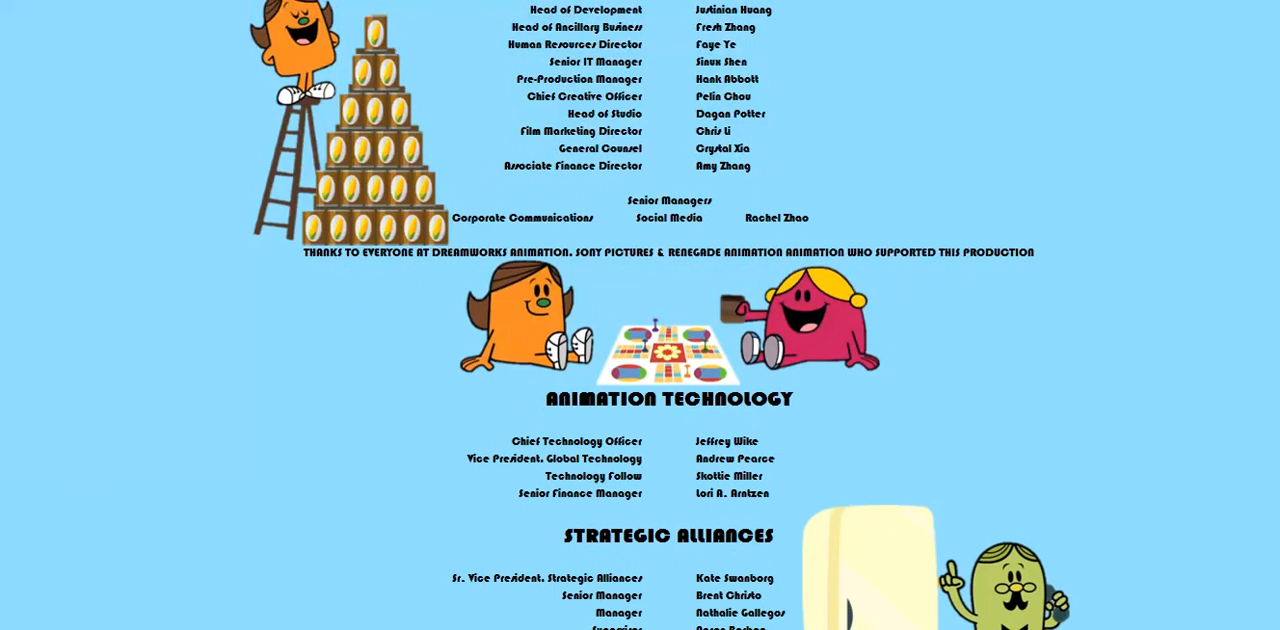 Head of Development Justinian Huang
Head of Ancillary Business Fresh Zhang
Human Resources Director Faye Ye
Senior IT Manager Sinux Shen
Pre-Production Manager Hank Abbott
Chief Creative Officer Pelin Chou
Head of Studio Dagan Potter
Film Marketing Director Chris Li
General Counsel Crystal Xia
Associate Finance Director Amy Zhang
Senior Managers
Corporate Communications Social Media Rachel Zhao
THANKS TO EVERYONE AT DREAMWORKS ANIMATION, SONY PICTURES & RENEGADE ANIMATION ANIMATION WHO SUPPORTED THIS PRODUCTION
ANIMATION TECHNOLOGY
Chief Technology Officer Jeffrey Wike
Vice President, Global Technology Andrew Pearce
Technology Follow Skottie Miller
Senior Finance Manager Lori A. Arntzen
STRATEGIC ALLIANCES
Sr. Vice President, Strategic Alliances Kate Swanborg
Senior Manager Brent Christo
Manager Nathalie Gallegos